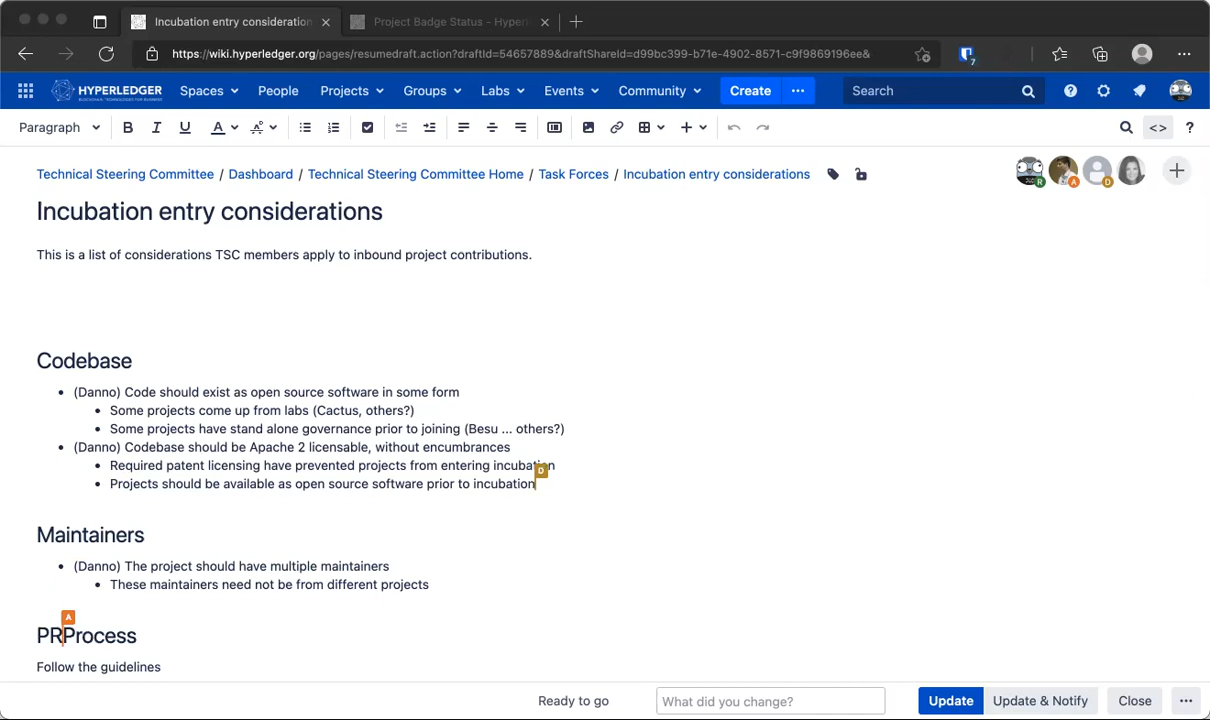 Incubation entry consideration
Project Badge Status - Hyperl
https://wiki.hyperledger.org/pages/resumedraft.action?draftId=54657889&draftShareId=d99bc399-b71e-4902-8571-c9f9869196ee&
7
HYPERLEDGER
BLOCKCHAIN TECHNOLOGIES FOR BUSINESS
Spaces
People
Projects
Groups
Labs
Events
Community
Create
Search
Paragraph
B I U A
<> ?
Technical Steering Committee / Dashboard / Technical Steering Committee Home / Task Forces / Incubation entry considerations
R
A
D
Incubation entry considerations
This is a list of considerations TSC members apply to inbound project contributions.
Codebase
• (Danno) Code should exist as open source software in some form
• Some projects come up from labs (Cactus, others?)
• Some projects have stand alone governance prior to joining (Besu ... others?)
• (Danno) Codebase should be Apache 2 licensable, without encumbrances
• Required patent licensing have prevented projects from entering incubation
D
• Projects should be available as open source software prior to incubation
Maintainers
• (Danno) The project should have multiple maintainers
• These maintainers need not be from different projects
A
PRProcess
Follow the guidelines
Ready to go
What did you change?
Update
Update & Notify
Close